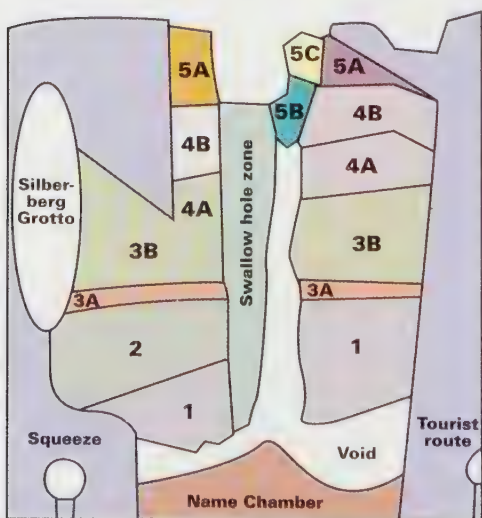 5C
5A
5A
5B
4B
4B
Silber-
berg
Grotto
4A
4A
Swallow hole zone
3B
3B
3A
3A
2
1
1
Squeeze
Void
Tourist
route
Name Chamber